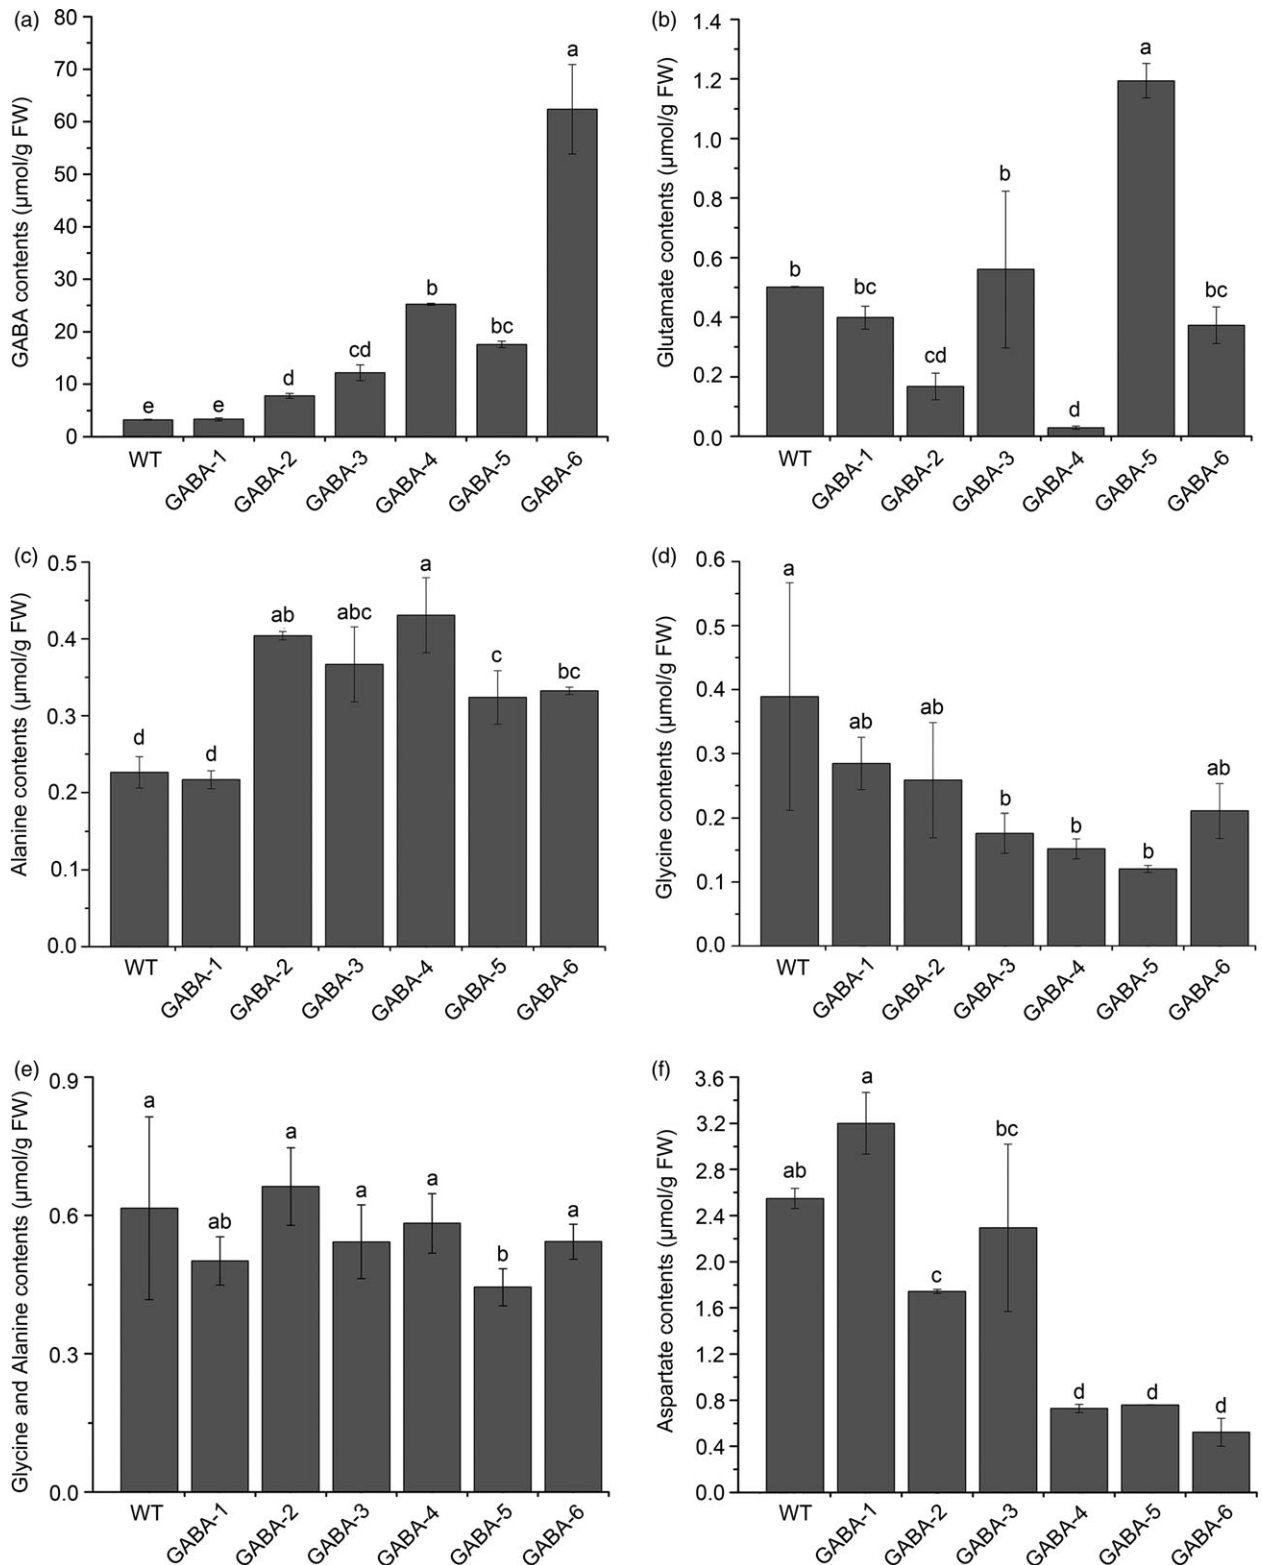 (a)
GABA contents (µmol/g FW)
80
70
60
50
40
30
20
10
0
e
e
d
cd
b
bc
a
WT
GABA-1
GABA-2
GABA-3
GABA-4
GABA-5
GABA-6
(b)
Glutamate contents (µmol/g FW)
1.4
1.2
1.0
0.8
0.6
0.4
0.2
0.0
b
bc
cd
b
d
a
bc
WT
GABA-1
GABA-2
GABA-3
GABA-4
GABA-5
GABA-6
(c)
Alanine contents (µmol/g FW)
0.5
0.4
0.3
0.2
0.1
0.0
d
d
ab
abc
a
c
bc
WT
GABA-1
GABA-2
GABA-3
GABA-4
GABA-5
GABA-6
(d)
Glycine contents (µmol/g FW)
0.6
0.5
0.4
0.3
0.2
0.1
0.0
a
ab
ab
b
b
b
ab
WT
GABA-1
GABA-2
GABA-3
GABA-4
GABA-5
GABA-6
(e)
Glycine and Alanine contents (µmol/g FW)
0.9
0.6
0.3
0.0
a
ab
a
a
a
b
a
WT
GABA-1
GABA-2
GABA-3
GABA-4
GABA-5
GABA-6
(f)
Aspartate contents (µmol/g FW)
3.6
3.2
2.8
2.4
2.0
1.6
1.2
0.8
0.4
0.0
ab
a
c
bc
d
d
d
WT
GABA-1
GABA-2
GABA-3
GABA-4
GABA-5
GABA-6